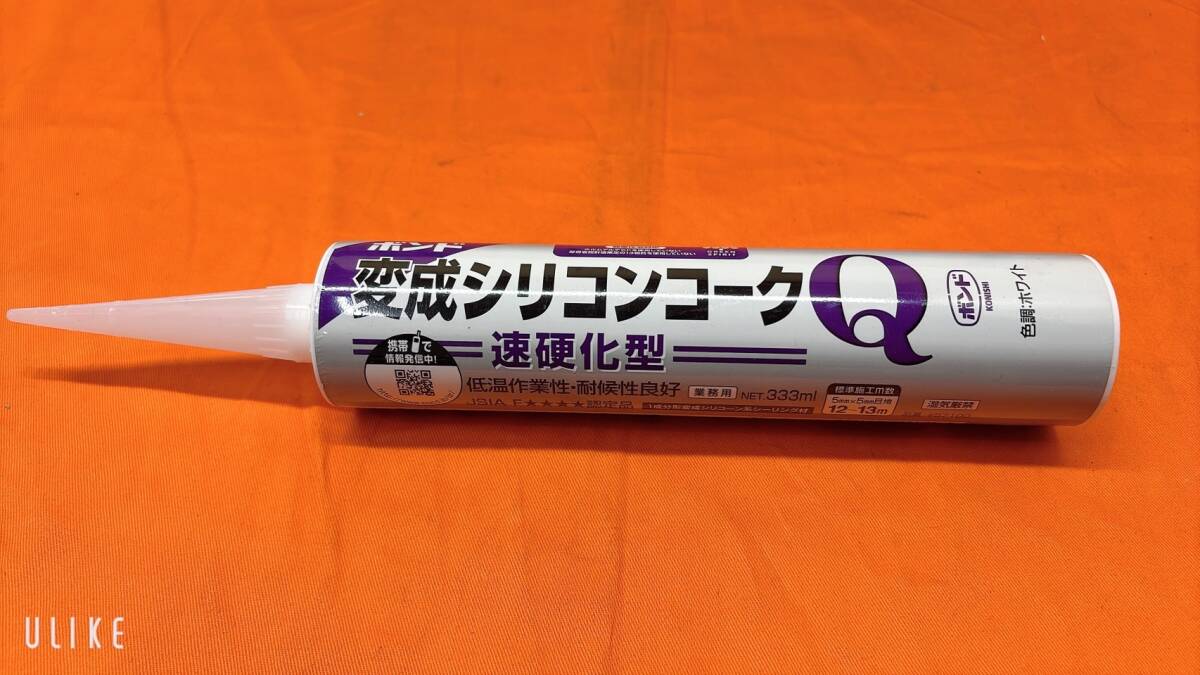 ボンド
変成シリコンコークQ
速硬化型
携帯で
情報発信中!
低温作業性・耐候性良好
業務用
NET.333ml
JSIA F★★★★認定品
1成分形変成シリコーン系シーリング材
標準施工m数
5mm×5mm目地
12~13m
湿気厳禁
ボンド
KONISHI
色調:ホワイト
ULIKE